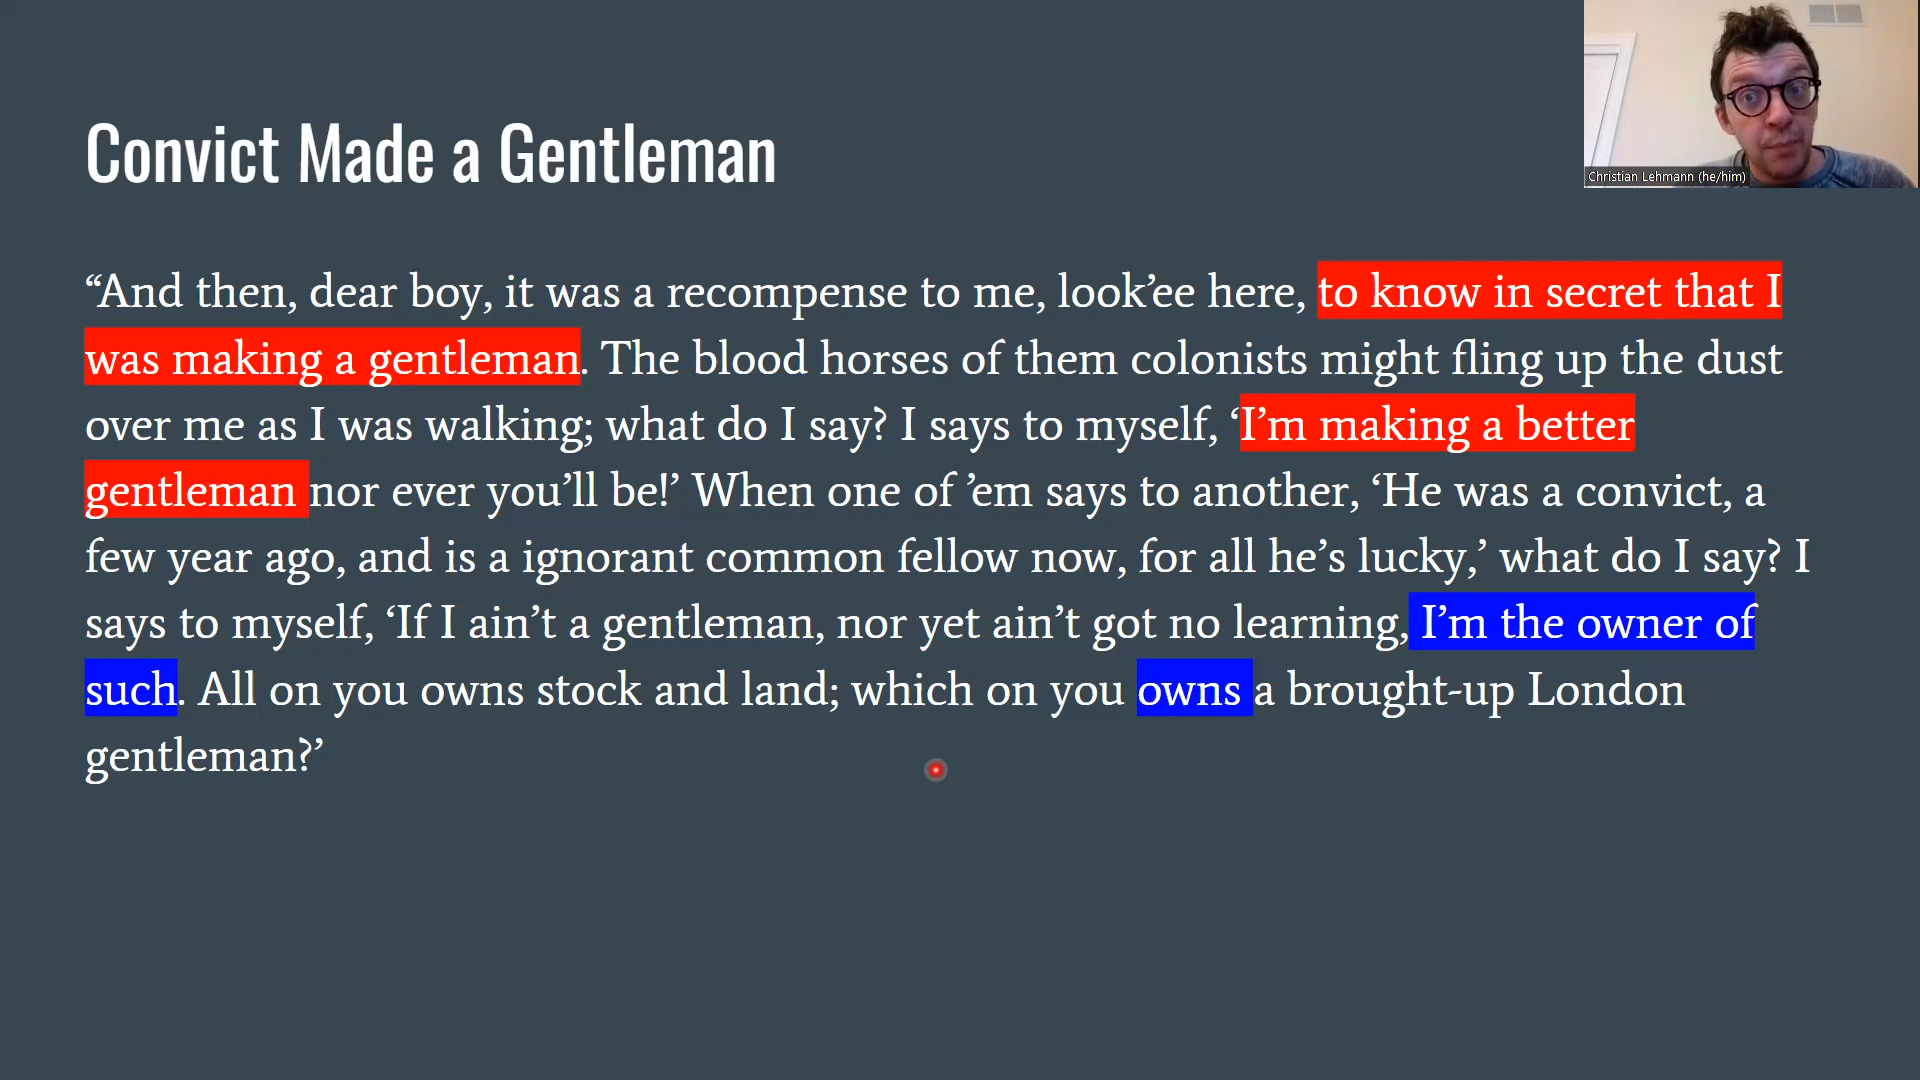 Convict Made a Gentleman
Christian Lehmann (he/him)
“And then, dear boy, it was a recompense to me, look’ee here, to know in secret that I
was making a gentleman. The blood horses of them colonists might fling up the dust
over me as I was walking; what do I say? I says to myself, ‘I’m making a better
gentleman nor ever you’ll be!’ When one of ’em says to another, ‘He was a convict, a
few year ago, and is a ignorant common fellow now, for all he’s lucky,’ what do I say? I
says to myself, ‘If I ain’t a gentleman, nor yet ain’t got no learning, I’m the owner of
such. All on you owns stock and land; which on you owns a brought-up London
gentleman?’